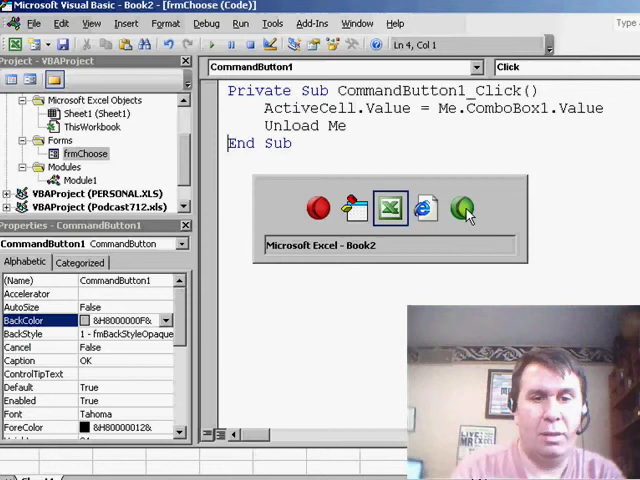 Microsoft Visual Basic - Book2 - [frmChoose (Code)]
File Edit View Insert Format Debug Run Tools Add-Ins Window Help
Ln 4, Col 1
Project - VBAProject
Microsoft Excel Objects
Sheet1 (Sheet1)
ThisWorkbook
Forms
frmChoose
Modules
Module1
VBAProject (PERSONAL.XLS)
VBAProject (Podcast712.xls)
Properties - CommandButton1
CommandButton1 CommandButton
Alphabetic Categorized
(Name) CommandButton1
Accelerator
AutoSize False
BackColor &H8000000F&
BackStyle 1 - fmBackStyleOpaque
Cancel False
Caption OK
ControlTipText
Default True
Enabled True
Font Tahoma
ForeColor &H80000012&
CommandButton1
Click
Private Sub CommandButton1_Click()
ActiveCell.Value = Me.ComboBox1.Value
Unload Me
End Sub
Microsoft Excel - Book2
LIVE